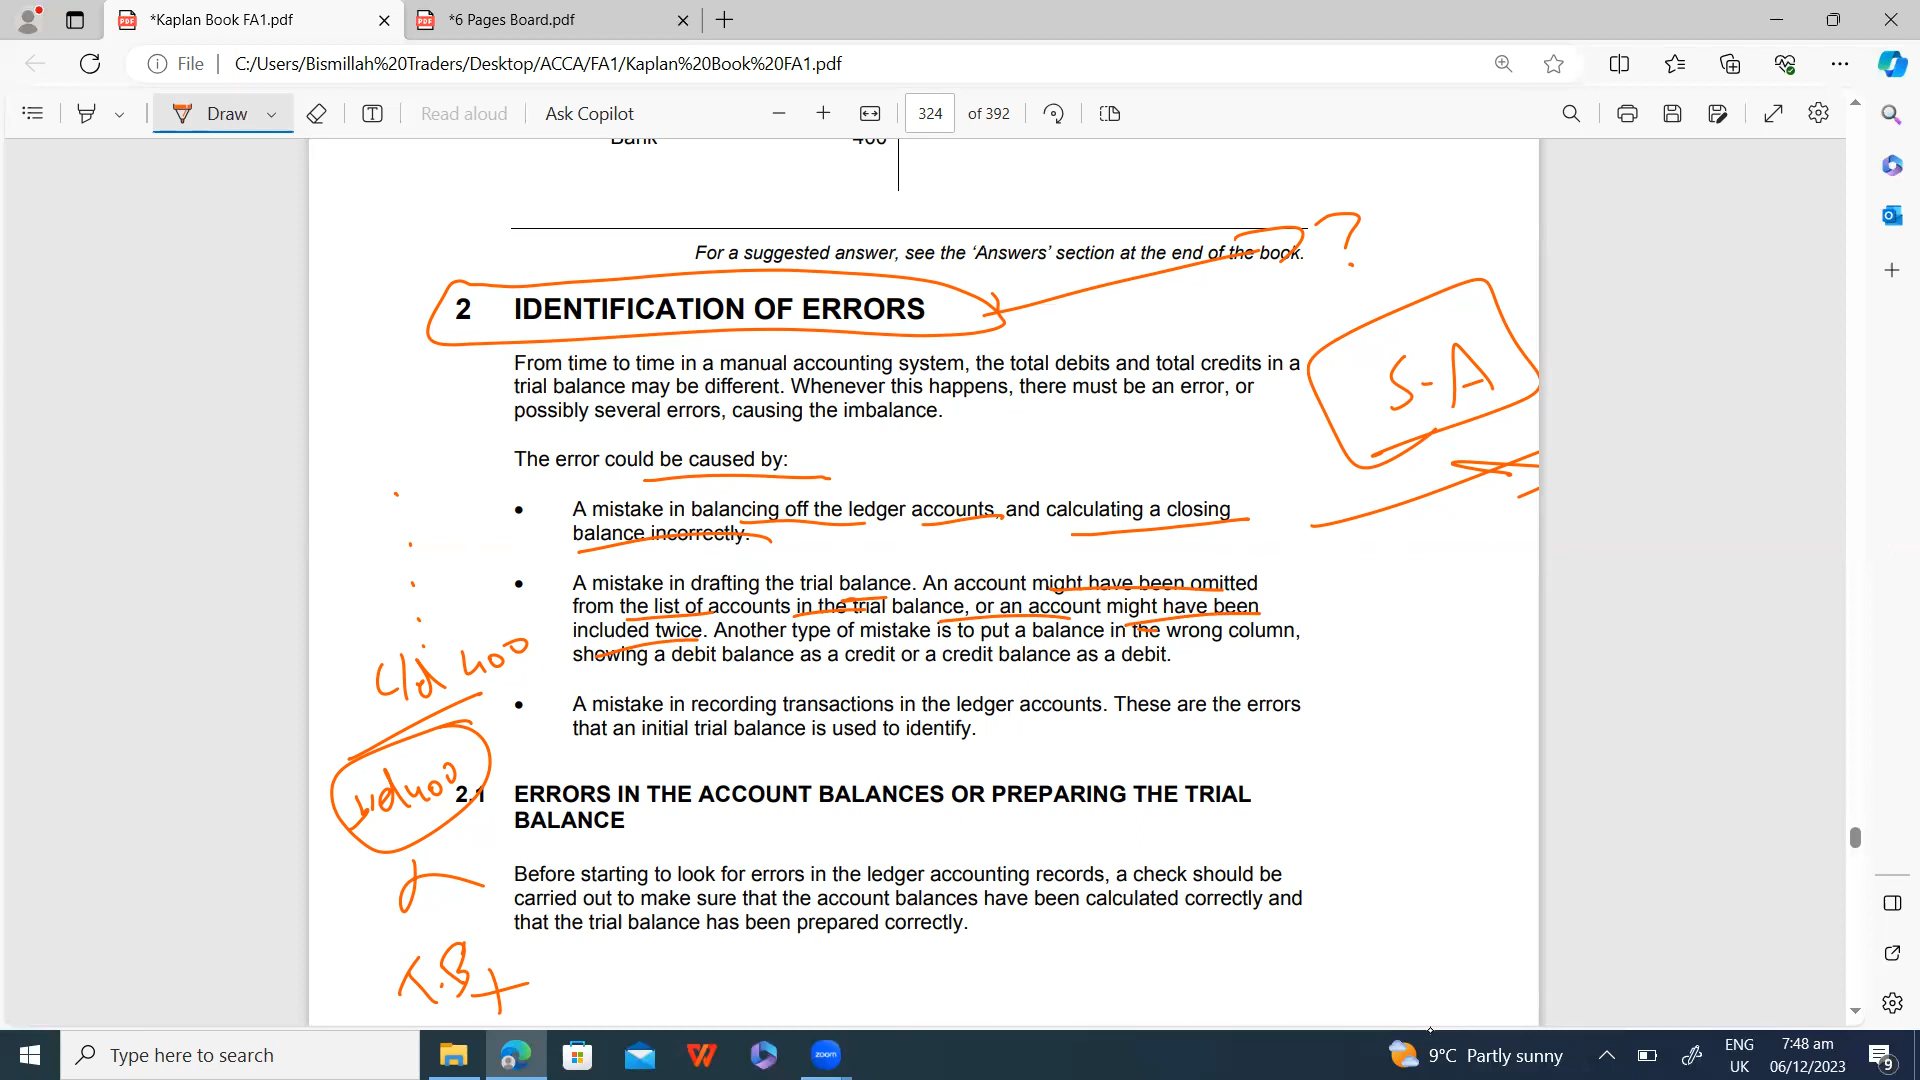 *Kaplan Book FA1.pdf
*6 Pages Board.pdf
File
C:/Users/Bismillah%20Traders/Desktop/ACCA/FA1/Kaplan%20Book%20FA1.pdf
Draw
Read aloud
Ask Copilot
324 of 392
Bank 400
For a suggested answer, see the ‘Answers’ section at the end of the book.
?
2 IDENTIFICATION OF ERRORS
From time to time in a manual accounting system, the total debits and total credits in a
trial balance may be different. Whenever this happens, there must be an error, or
possibly several errors, causing the imbalance.
S-A
The error could be caused by:
• A mistake in balancing off the ledger accounts, and calculating a closing
balance incorrectly.
• A mistake in drafting the trial balance. An account might have been omitted
from the list of accounts in the trial balance, or an account might have been
included twice. Another type of mistake is to put a balance in the wrong column,
showing a debit balance as a credit or a credit balance as a debit.
c/d 400
• A mistake in recording transactions in the ledger accounts. These are the errors
that an initial trial balance is used to identify.
b/d 400
2.1 ERRORS IN THE ACCOUNT BALANCES OR PREPARING THE TRIAL
BALANCE
Before starting to look for errors in the ledger accounting records, a check should be
carried out to make sure that the account balances have been calculated correctly and
that the trial balance has been prepared correctly.
T.B
Type here to search
zoom
9°C Partly sunny
ENG
UK
7:48 am
06/12/2023
9